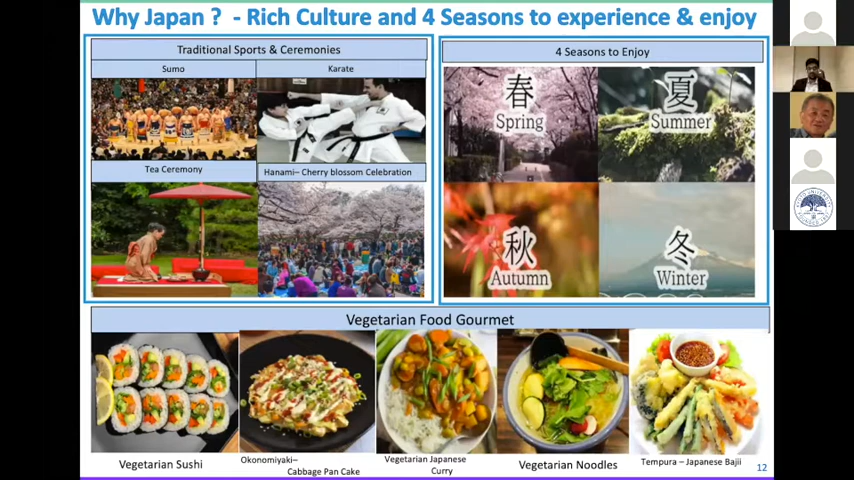 Why Japan ? - Rich Culture and 4 Seasons to experience & enjoy
Traditional Sports & Ceremonies
Sumo
Karate
Tea Ceremony
Hanami– Cherry blossom Celebration
4 Seasons to Enjoy
春
Spring
夏
Summer
秋
Autumn
冬
Winter
Vegetarian Food Gourmet
Vegetarian Sushi
Okonomiyaki–
Cabbage Pan Cake
Vegetarian Japanese
Curry
Vegetarian Noodles
Tempura – Japanese Bajii
12